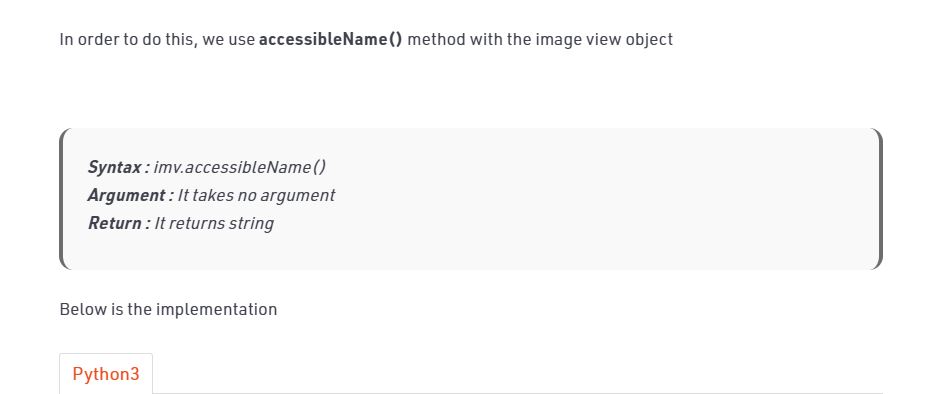 In order to do this, we use accessibleName() method with the image view object
Syntax : imv.accessibleName()
Argument : It takes no argument
Return : It returns string
Below is the implementation
Python3